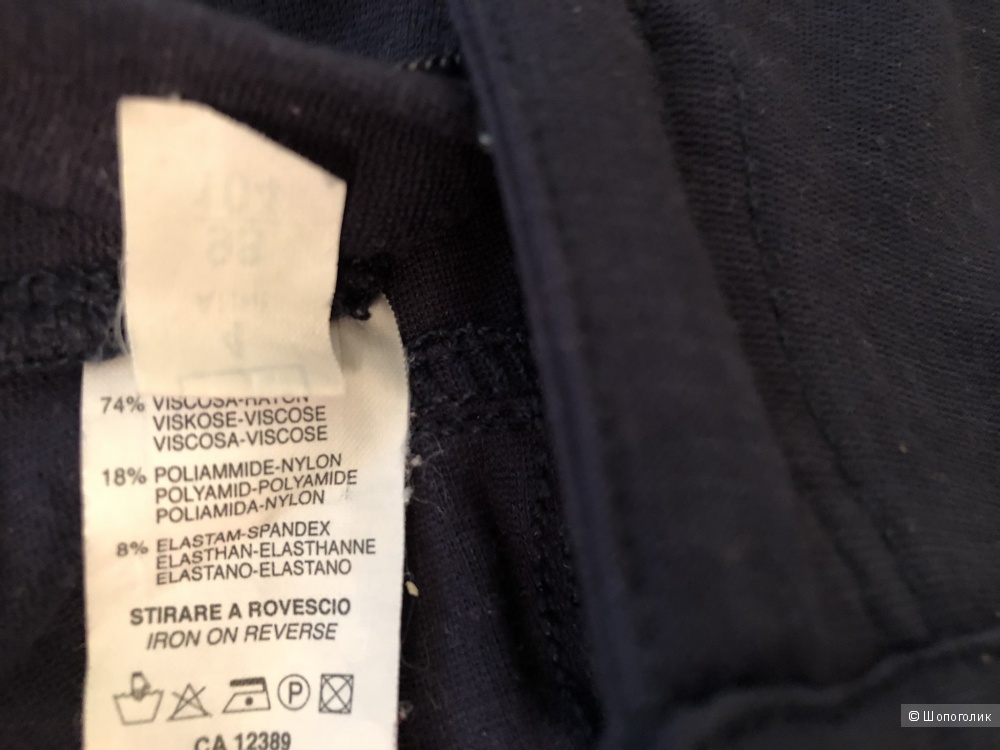 74% VISCOSA-RAYON
VISKOSE-VISCOSE
VISCOSA-VISCOSE
18% POLIAMMIDE-NYLON
POLYAMID-POLYAMIDE
POLIAMIDA-NYLON
8% ELASTAM-SPANDEX
ELASTHAN-ELASTHANNE
ELASTANO-ELASTANO
STIRARE A ROVESCIO
IRON ON REVERSE
P
CA 12389
© Шопоголик